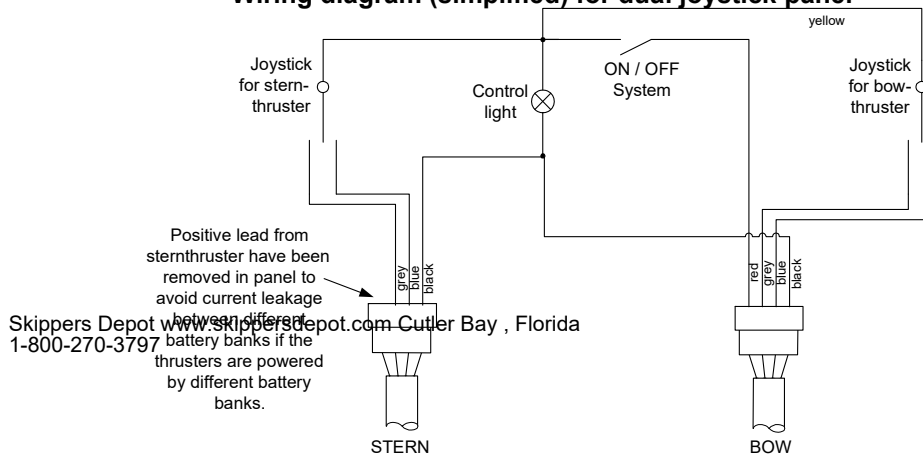 Wiring diagram (simplified) for dual joystick panel
yellow
Joystick
for stern-
thruster
Control
light
ON / OFF
System
Joystick
for bow-
thruster
Positive lead from
sternthruster have been
removed in panel to
avoid current leakage
between different
battery banks if the
thrusters are powered
by different battery
banks.
grey
blue
black
red
grey
blue
black
Skippers Depot www.skippersdepot.com Cutler Bay , Florida
1-800-270-3797
STERN
BOW